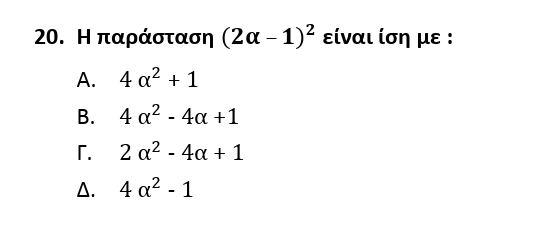 20. Η παράσταση (2α – 1)² είναι ίση με :
Α. 4 α² + 1
Β. 4 α² - 4α +1
Γ. 2 α² - 4α + 1
Δ. 4 α² - 1